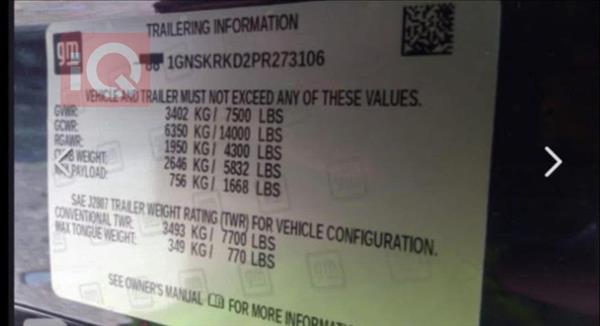 gm
TRAILERING INFORMATION
IQ
1GNSKRKD2PR273106
VEHICLE AND TRAILER MUST NOT EXCEED ANY OF THESE VALUES.
GVWR: 3402 KG/ 7500 LBS
GCWR: 6350 KG/ 14000 LBS
RGAWR: 1950 KG/ 4300 LBS
WEIGHT: 2646 KG/ 5832 LBS
PAYLOAD: 756 KG/ 1668 LBS
SAE J2807 TRAILER WEIGHT RATING (TWR) FOR VEHICLE CONFIGURATION.
CONVENTIONAL TWR: 3493 KG/ 7700 LBS
MAX TONGUE WEIGHT: 349 KG/ 770 LBS
SEE OWNER'S MANUAL FOR MORE INFORMATION